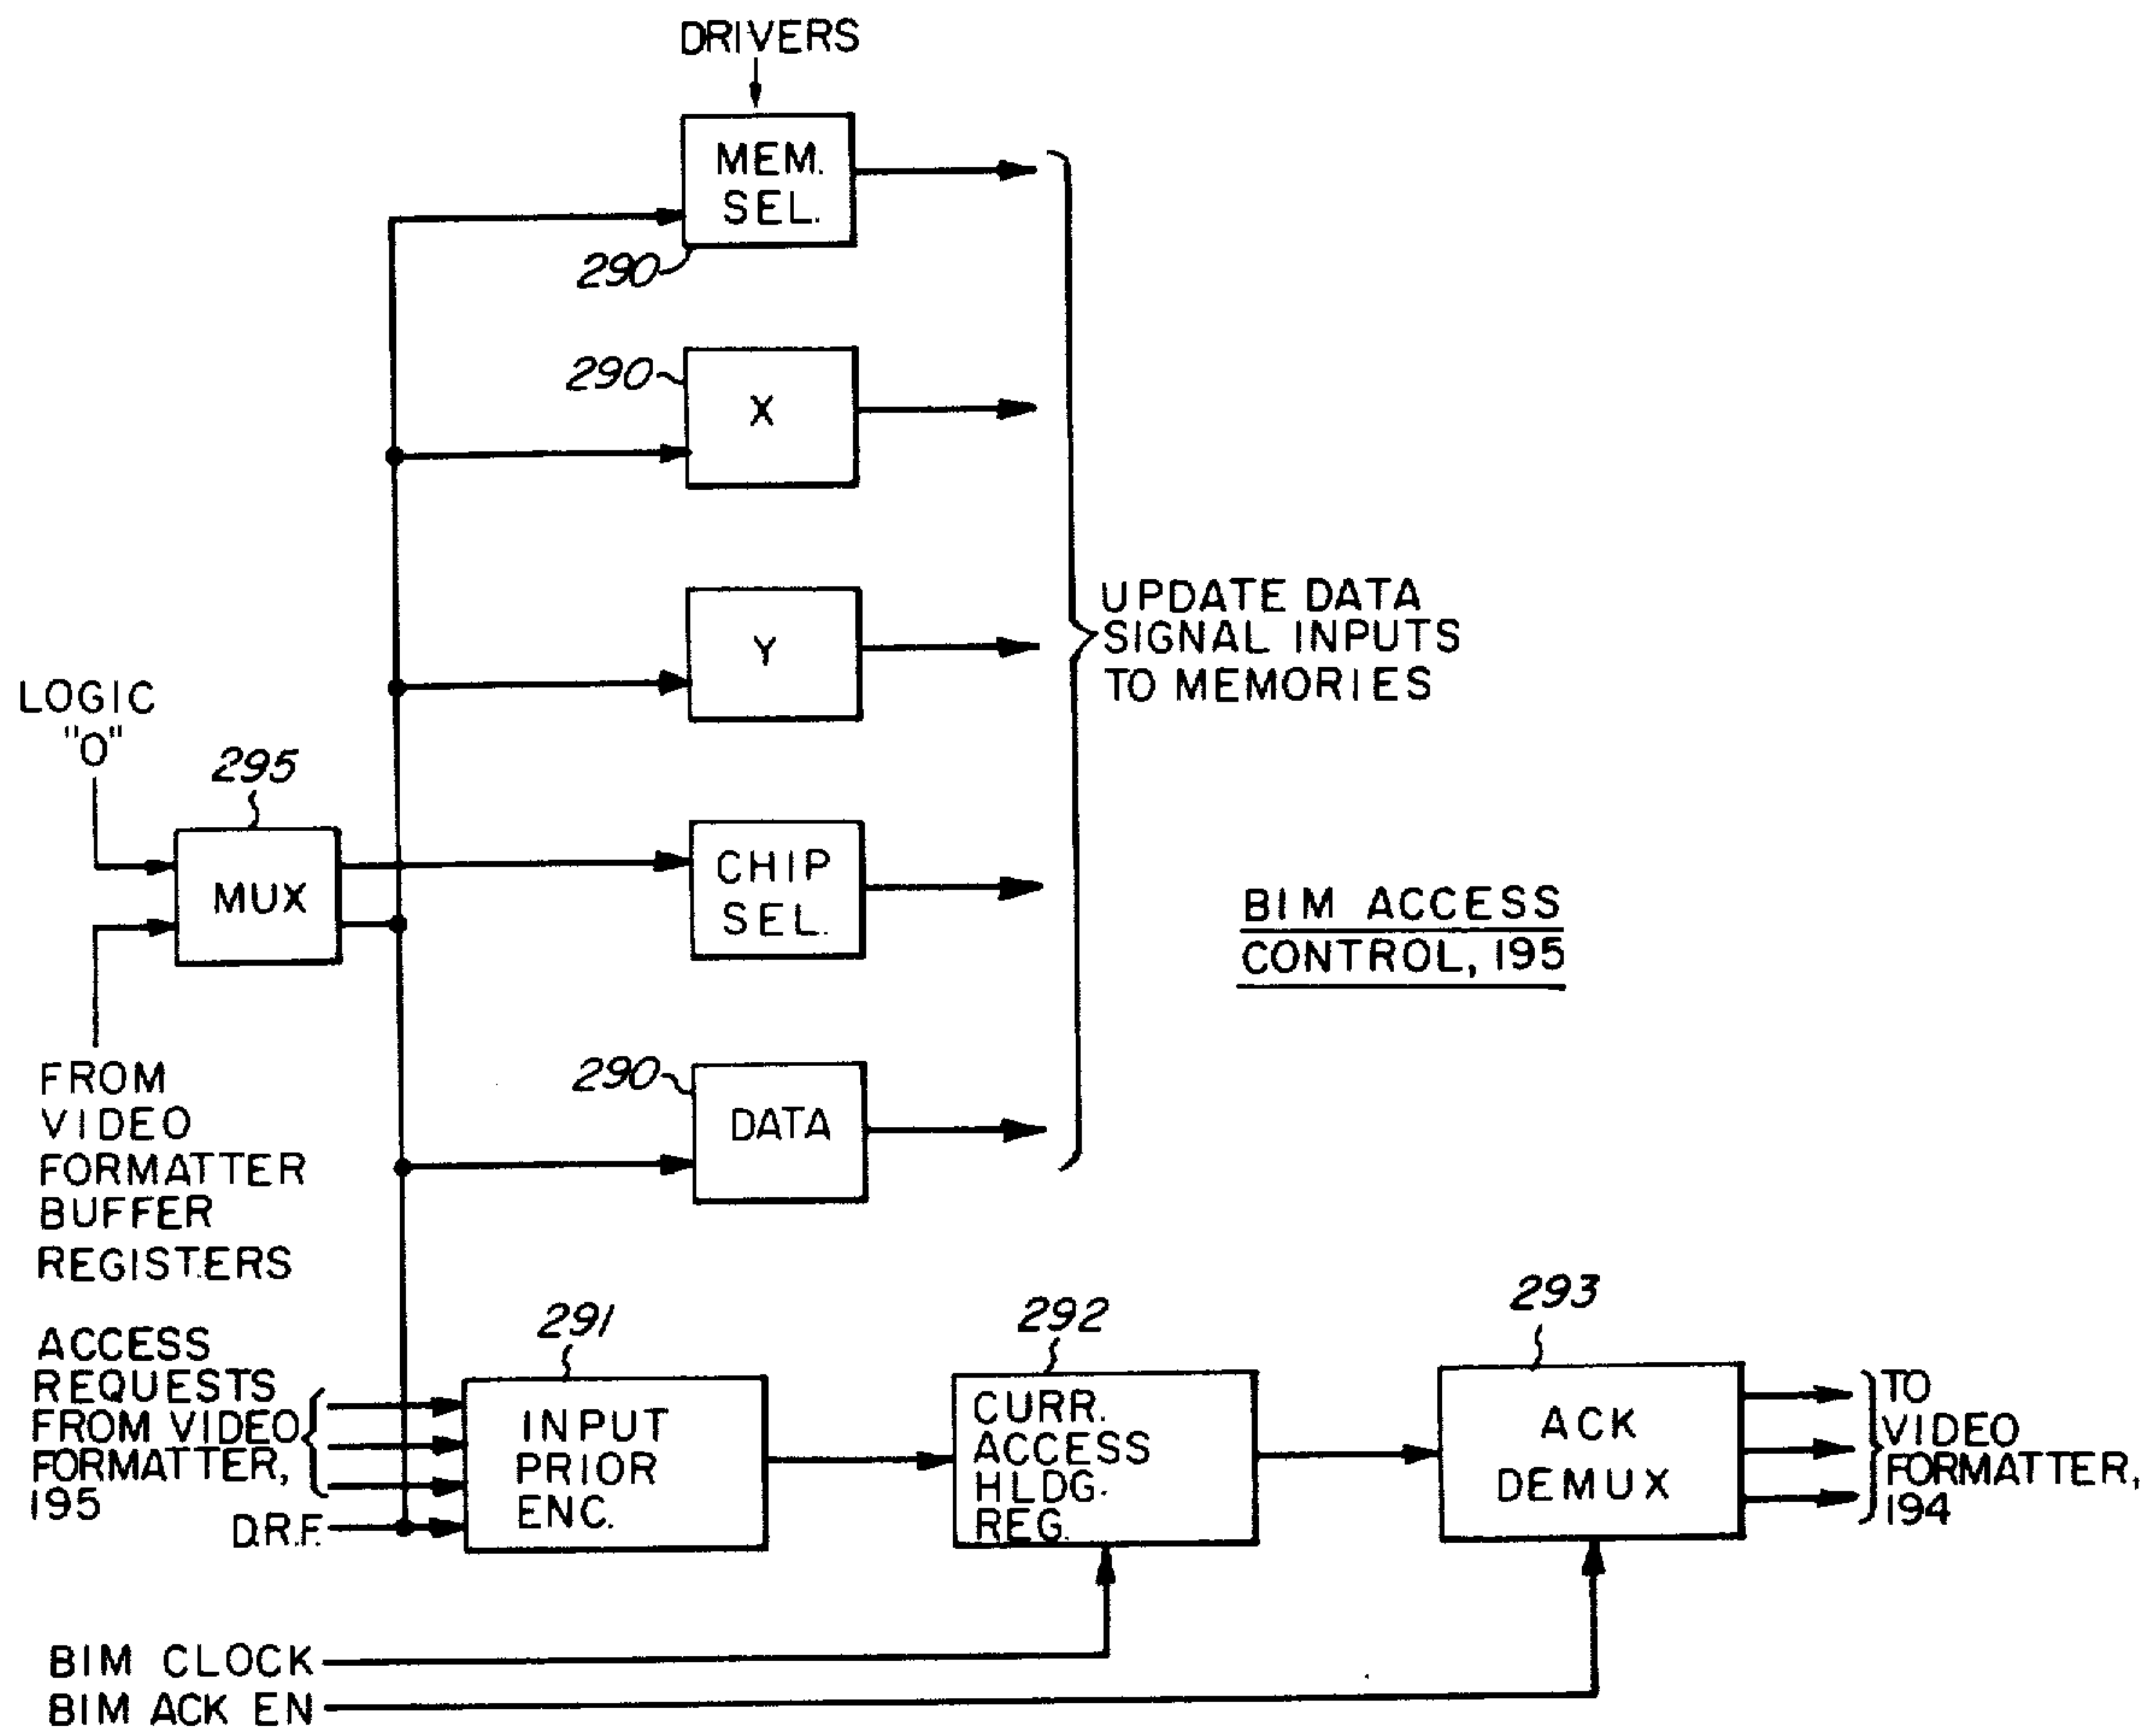 DRIVERS
MEM.
SEL.
290
290
X
Y
UPDATE DATA
SIGNAL INPUTS
TO MEMORIES
LOGIC
"O"
295
MUX
CHIP
SEL.
BIM ACCESS
CONTROL, 195
FROM
VIDEO
FORMATTER
BUFFER
REGISTERS
290
DATA
ACCESS
REQUESTS
FROM VIDEO
FORMATTER,
195
D.R.F.
291
INPUT
PRIOR
ENC.
292
CURR.
ACCESS
HLDG.
REG.
293
ACK
DEMUX
TO
VIDEO
FORMATTER,
194
BIM CLOCK
BIM ACK EN